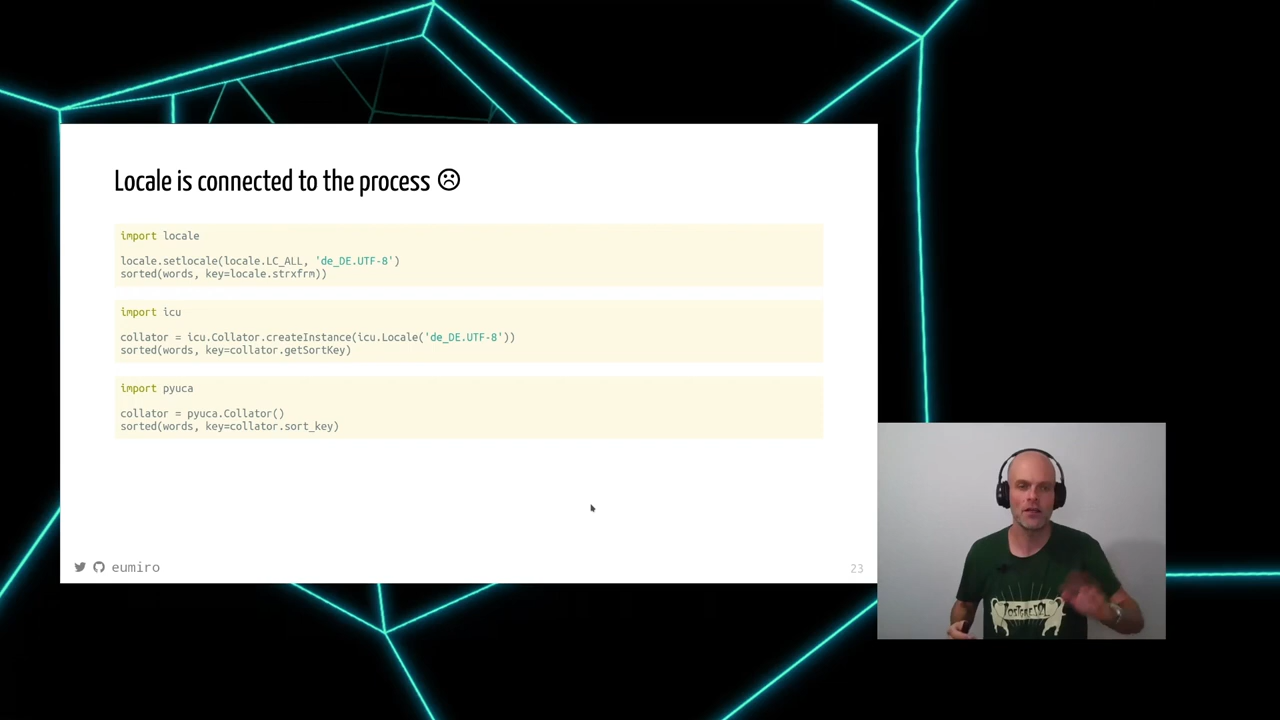 Locale is connected to the process ☹
import locale
locale.setlocale(locale.LC_ALL, 'de_DE.UTF-8')
sorted(words, key=locale.strxfrm))
import icu
collator = icu.Collator.createInstance(icu.Locale('de_DE.UTF-8'))
sorted(words, key=collator.getSortKey)
import pyuca
collator = pyuca.Collator()
sorted(words, key=collator.sort_key)
eumiro
23
PostgreSQL